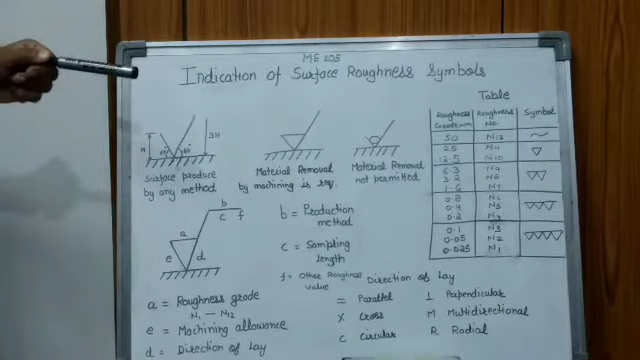 ME 205
Indication of Surface Roughness Symbols
H 60° 60° 3H
Surface produce
by any method
Material Removal
by machining is req.
Material Removal
not permitted.
Table
Roughness Roughness Symbol
Grade No.
50 N12 ~
25 N11 ▽
12.5 N10
6.3 N9 ▽▽
3.2 N8
1.6 N7
0.8 N6 ▽▽▽
0.4 N5
0.2 N4
0.1 N3 ▽▽▽▽
0.05 N2
0.025 N1
b
c f
a
e d
b = Production
method
c = Sampling
length
f = Other Roughness
value
a = Roughness grade
N1 — N12
e = Machining allowance
d = Direction of Lay
Direction of Lay
= Parallel
⊥ Perpendicular
X Cross
M Multidirectional
C Circular
R Radial